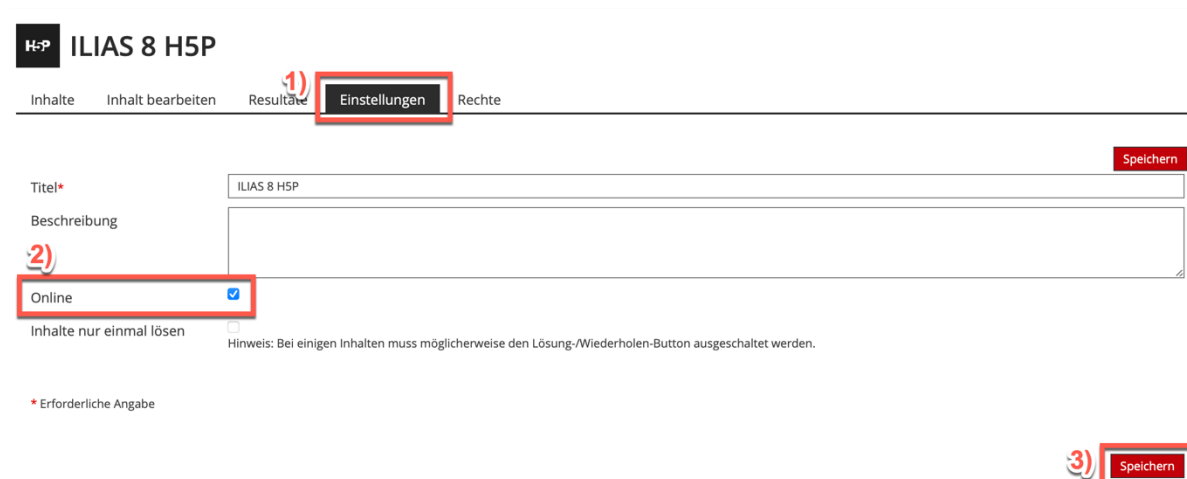 H5P ILIAS 8 H5P
1)
Inhalte Inhalt bearbeiten Resultate Einstellungen Rechte
Speichern
Titel* ILIAS 8 H5P
Beschreibung
2)
Online
Inhalte nur einmal lösen
Hinweis: Bei einigen Inhalten muss möglicherweise den Lösung-/Wiederholen-Button ausgeschaltet werden.
* Erforderliche Angabe
3) Speichern